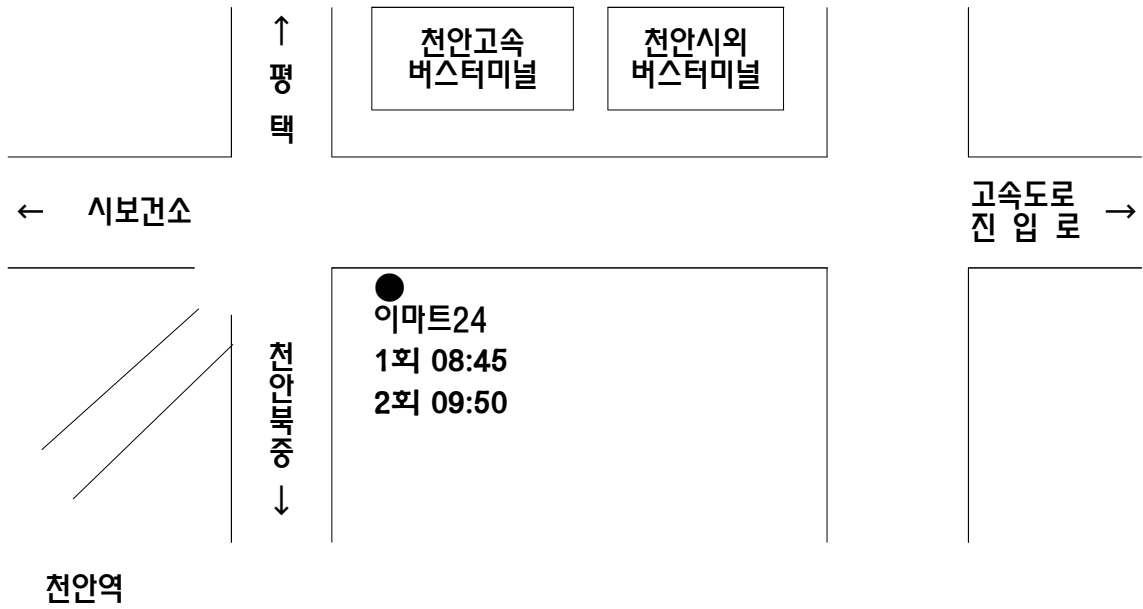 ↑
평
택
천안고속
버스터미널
천안시외
버스터미널
← 시보건소
고속도로
진 입 로 →
이마트24
1회 08:45
2회 09:50
천
안
북
중
↓
천안역